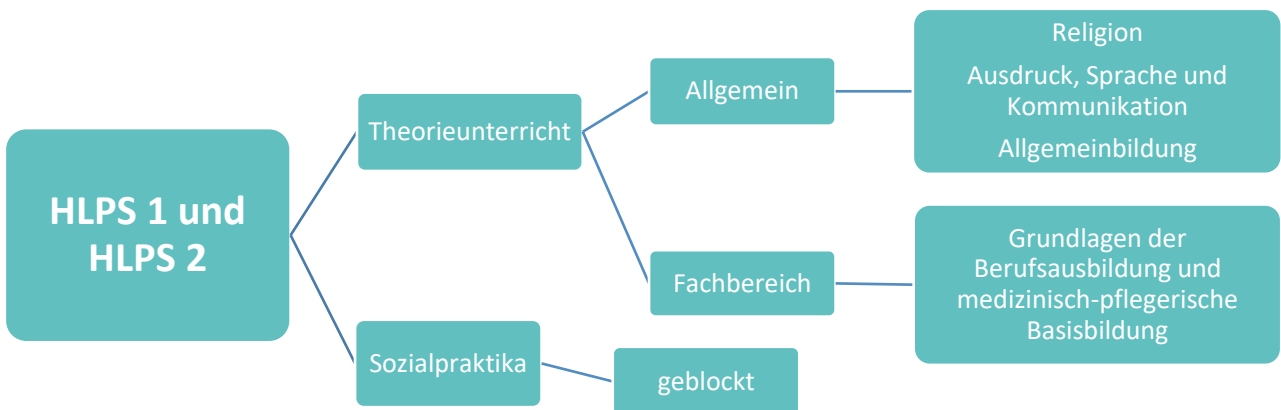 HLPS 1 und
HLPS 2
Theorieunterricht
Allgemein
Religion
Ausdruck, Sprache und
Kommunikation
Allgemeinbildung
Fachbereich
Grundlagen der
Berufsausbildung und
medizinisch-pflegerische
Basisbildung
Sozialpraktika
geblockt